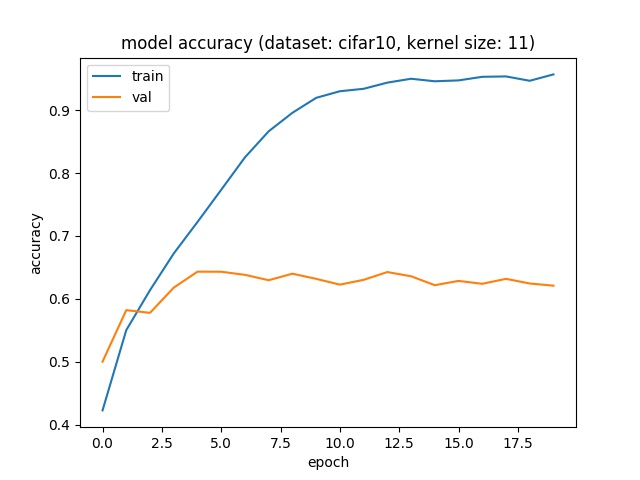 model accuracy (dataset: cifar10, kernel size: 11)
train
val
accuracy
0.9
0.8
0.7
0.6
0.5
0.4
0.0 2.5 5.0 7.5 10.0 12.5 15.0 17.5
epoch